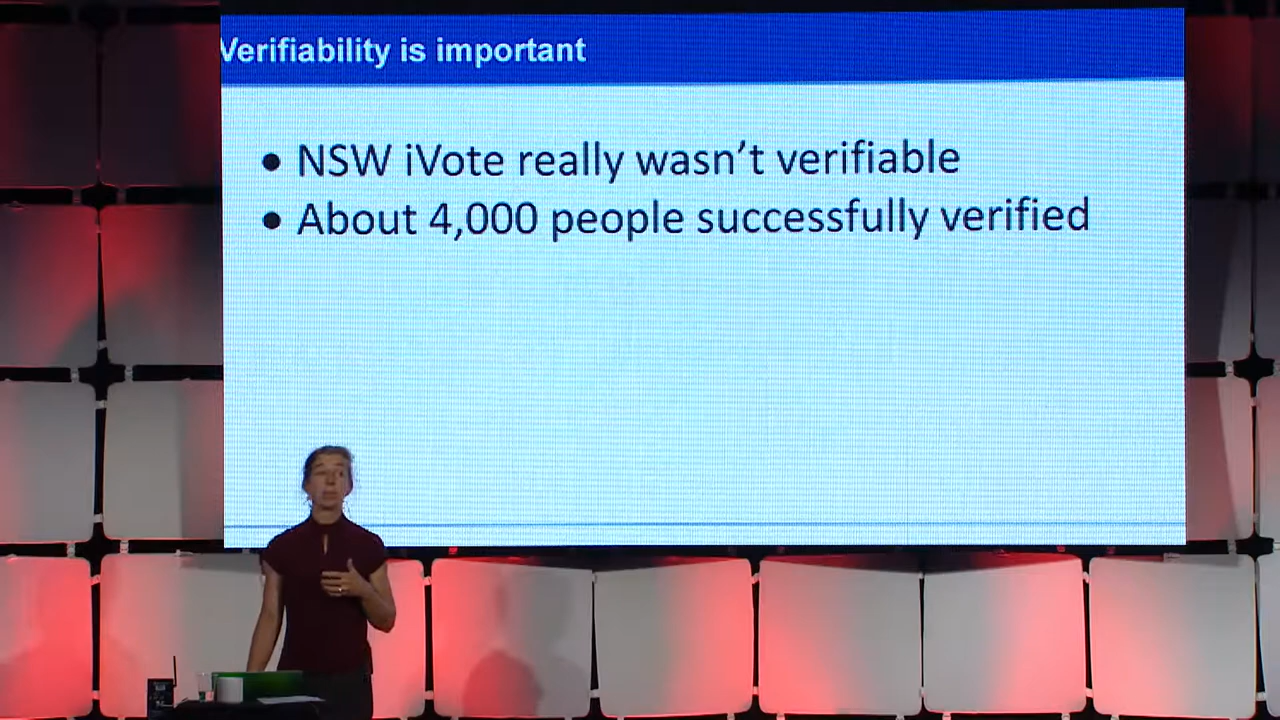 Verifiability is important
• NSW iVote really wasn't verifiable
• About 4,000 people successfully verified